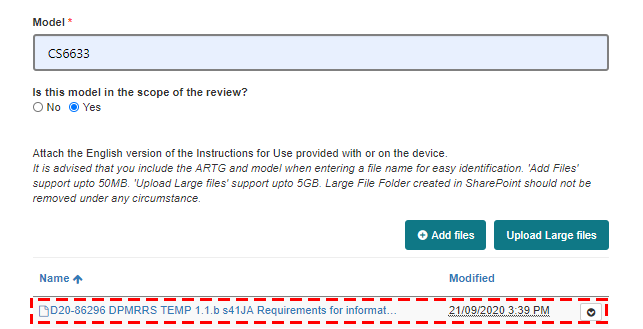 Model *
CS6633
Is this model in the scope of the review?
No Yes
Attach the English version of the Instructions for Use provided with or on the device.
It is advised that you include the ARTG and model when entering a file name for easy identification. 'Add Files'
support upto 50MB. 'Upload Large files' support upto 5GB. Large File Folder created in SharePoint should not be
removed under any circumstance.
Add files Upload Large files
Name Modified
D20-86296 DPMRRS TEMP 1.1.b s41JA Requirements for informat... 21/09/2020 3:39 PM